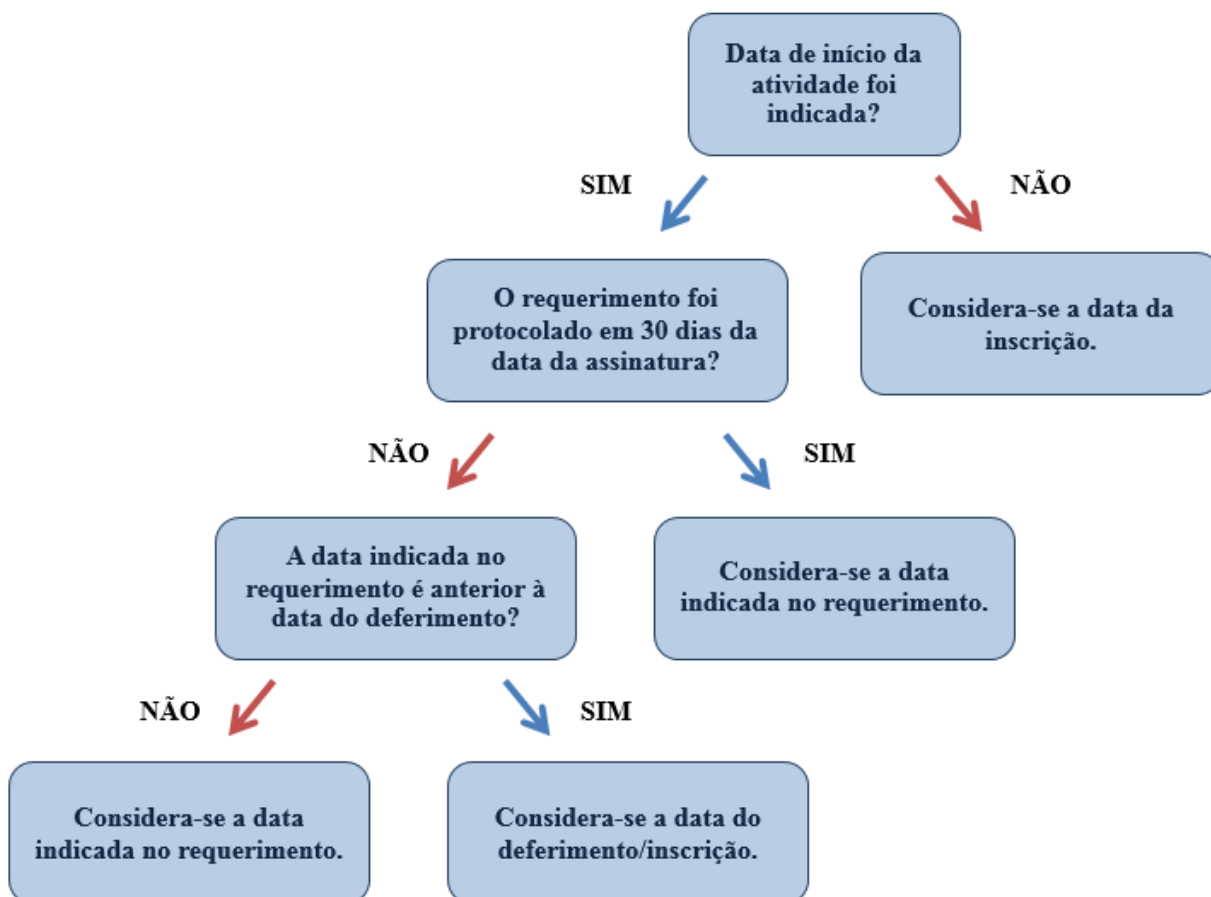 Data de início da
atividade foi
indicada?
SIM
NÃO
O requerimento foi
protocolado em 30 dias da
data da assinatura?
Considera-se a data da
inscrição.
NÃO
SIM
A data indicada no
requerimento é anterior à
data do deferimento?
Considera-se a data
indicada no requerimento.
NÃO
SIM
Considera-se a data
indicada no requerimento.
Considera-se a data do
deferimento/inscrição.